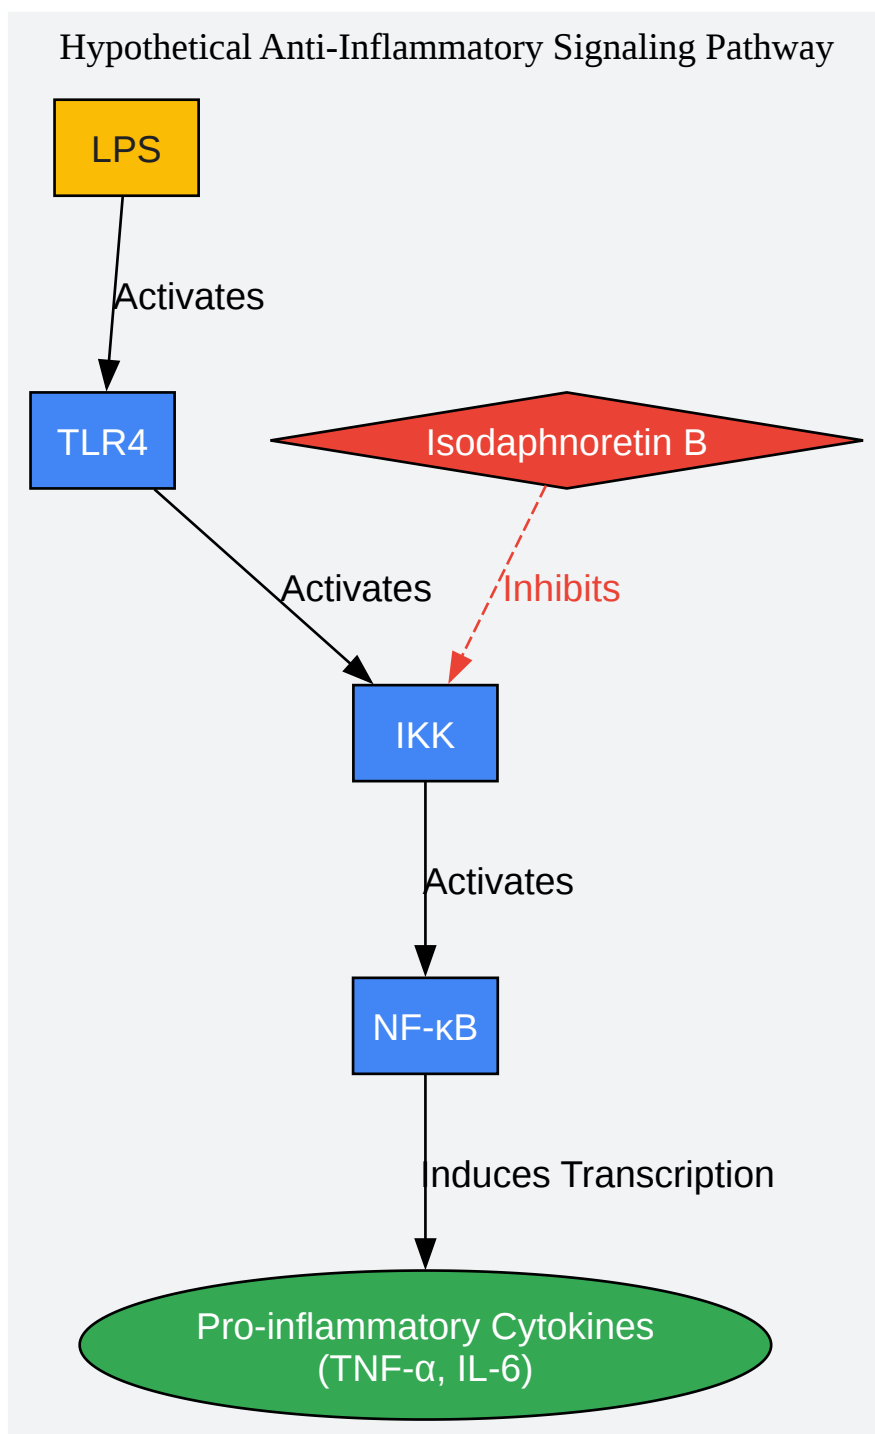 Hypothetical Anti-Inflammatory Signaling Pathway
LPS
Activates
TLR4
Isodaphnoretin B
Activates
Inhibits
IKK
Activates
NF-κB
Induces Transcription
Pro-inflammatory Cytokines
(TNF-α, IL-6)